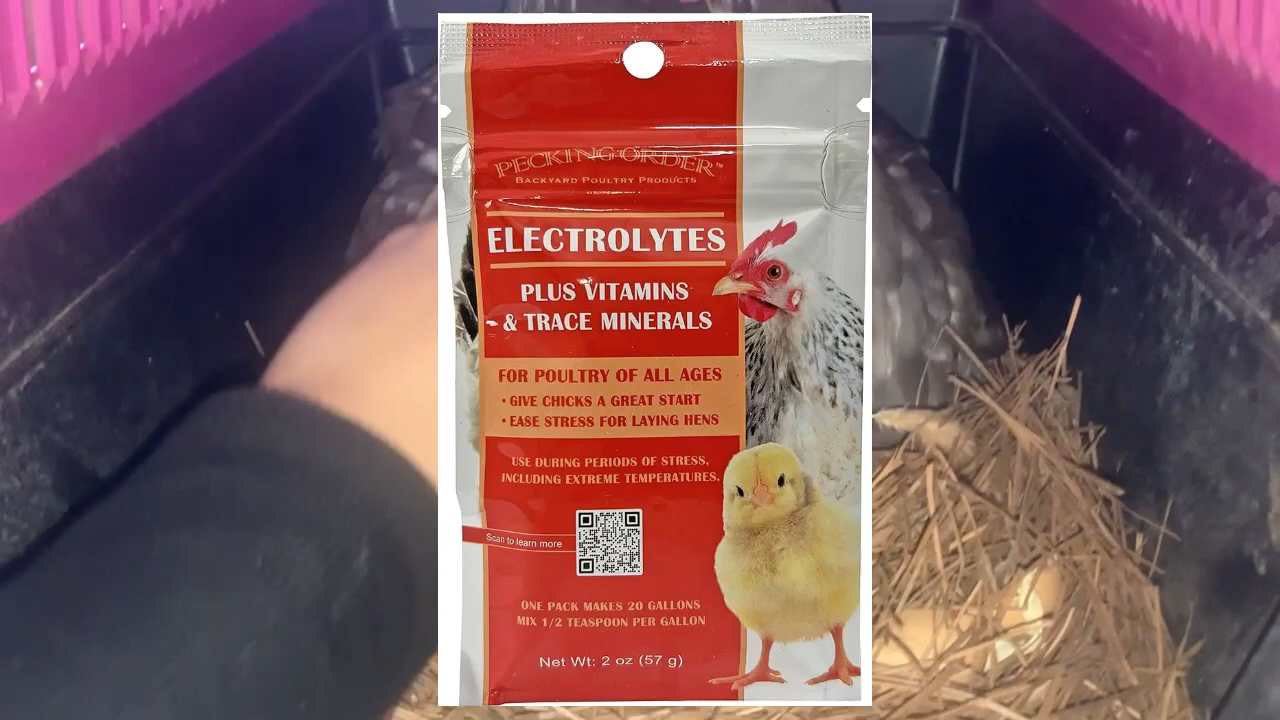 PECKING ORDER™
BACKYARD POULTRY PRODUCTS
ELECTROLYTES
PLUS VITAMINS
& TRACE MINERALS
FOR POULTRY OF ALL AGES
• GIVE CHICKS A GREAT START
• EASE STRESS FOR LAYING HENS
USE DURING PERIODS OF STRESS,
INCLUDING EXTREME TEMPERATURES.
Scan to learn more
ONE PACK MAKES 20 GALLONS
MIX 1/2 TEASPOON PER GALLON
Net Wt: 2 oz (57 g)